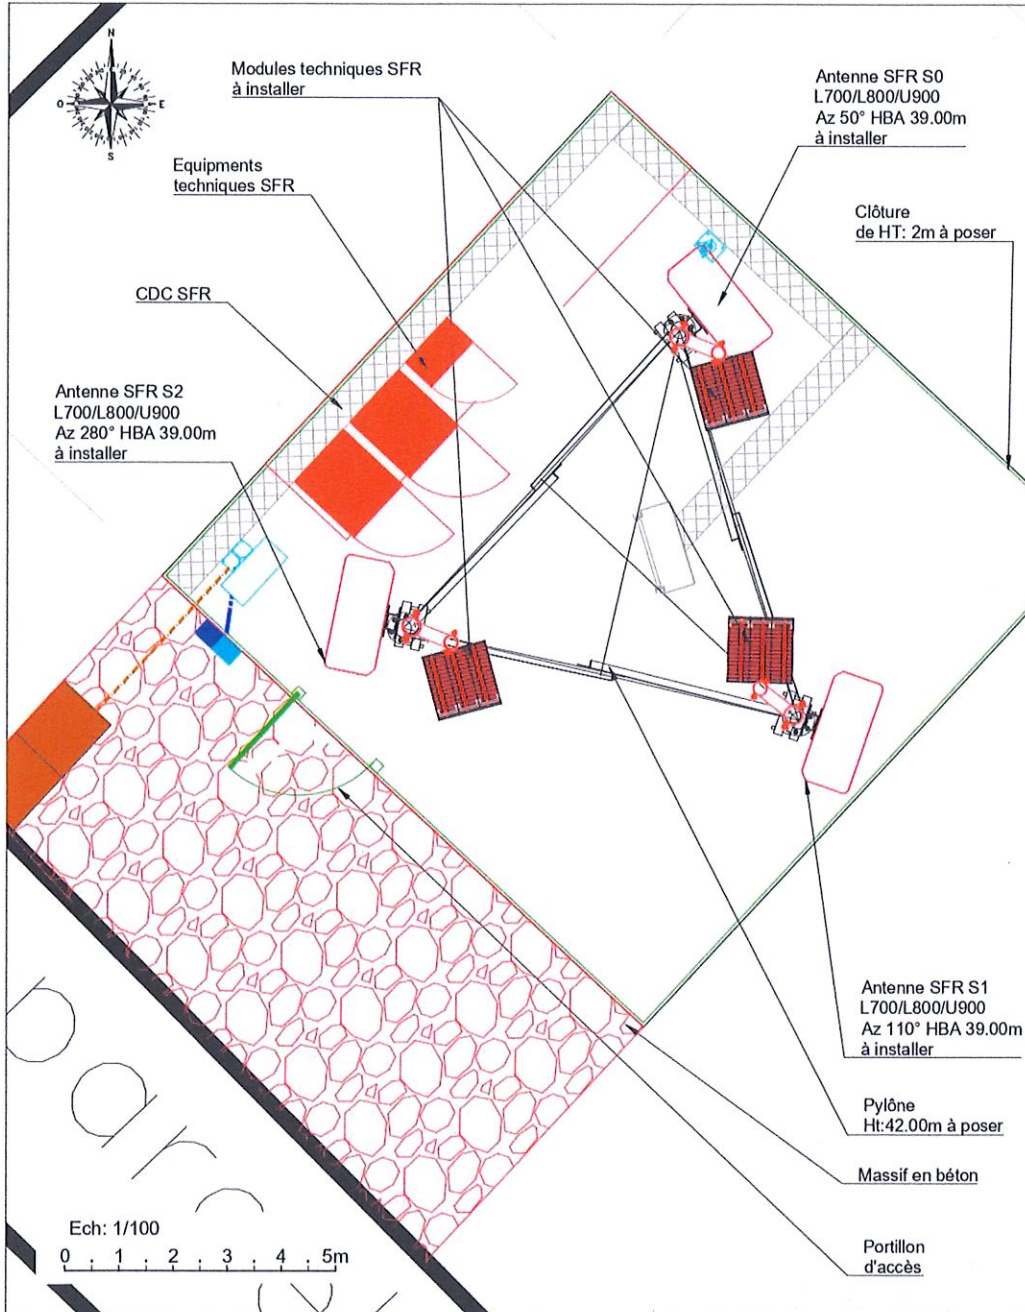 N
O
E
S
Modules techniques SFR
à installer
Equipments
techniques SFR
CDC SFR
Antenne SFR S2
L700/L800/U900
Az 280° HBA 39.00m
à installer
Antenne SFR S0
L700/L800/U900
Az 50° HBA 39.00m
à installer
Clôture
de HT: 2m à poser
Antenne SFR S1
L700/L800/U900
Az 110° HBA 39.00m
à installer
Pylône
Ht:42.00m à poser
Massif en béton
Portillon
d'accès
parc
Ech: 1/100
0 . 1 . 2 . 3 . 4 . 5m